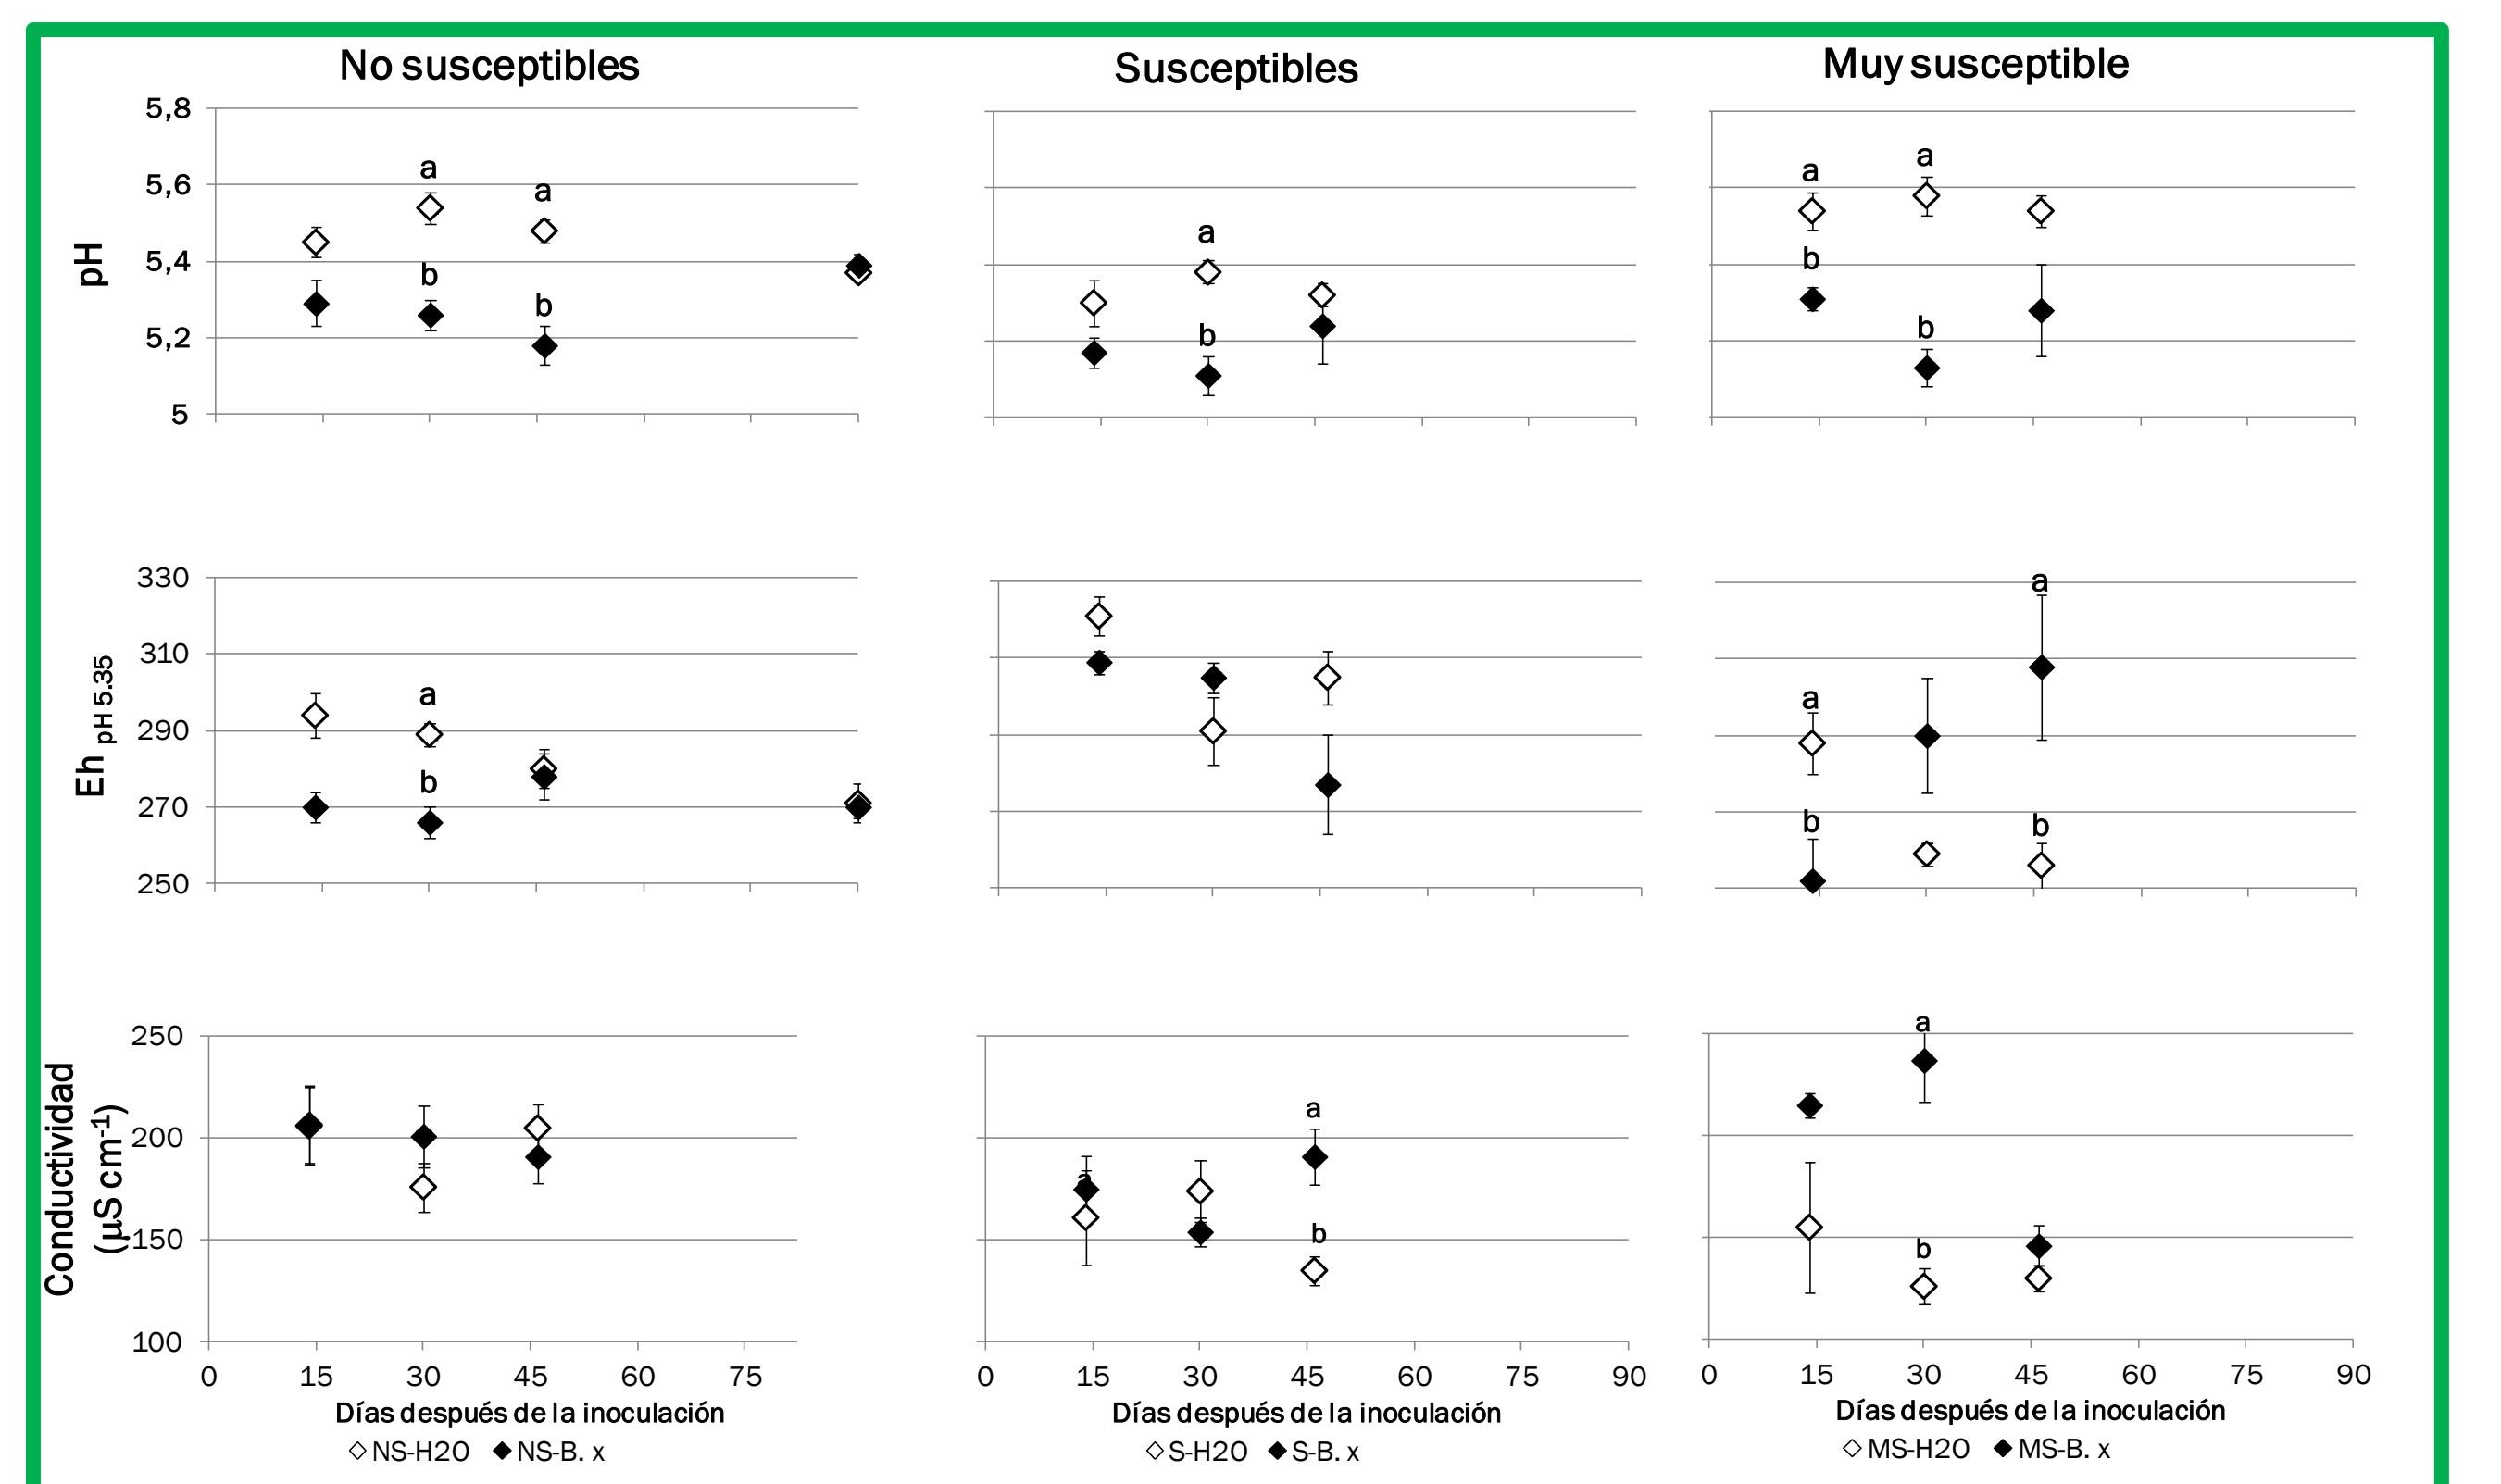 No susceptibles
Susceptibles
Muy susceptible
pH
5,8
5,6
5,4
5,2
5
a
a
b
b
a
b
a
a
b
b
Eh pH 5.35
330
310
290
270
250
a
b
a
a
b
b
Conductividad
(µS cm-1)
250
200
150
100
a
a
b
a
b
0 15 30 45 60 75
0 15 30 45 60 75 90
0 15 30 45 60 75 90
Días después de la inoculación
Días después de la inoculación
Días después de la inoculación
NS-H2O NS-B. x
S-H2O S-B. x
MS-H2O MS-B. x